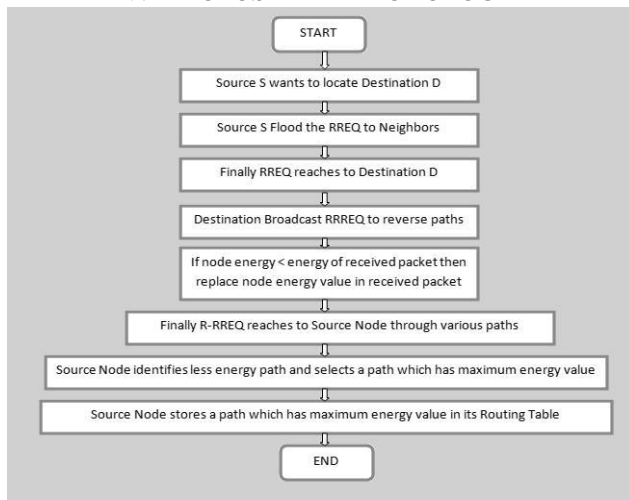 START
Source S wants to locate Destination D
Source S Flood the RREQ to Neighbors
Finally RREQ reaches to Destination D
Destination Broadcast RRREQ to reverse paths
If node energy < energy of received packet then
replace node energy value in received packet
Finally R-RREQ reaches to Source Node through various paths
Source Node identifies less energy path and selects a path which has maximum energy value
Source Node stores a path which has maximum energy value in its Routing Table
END